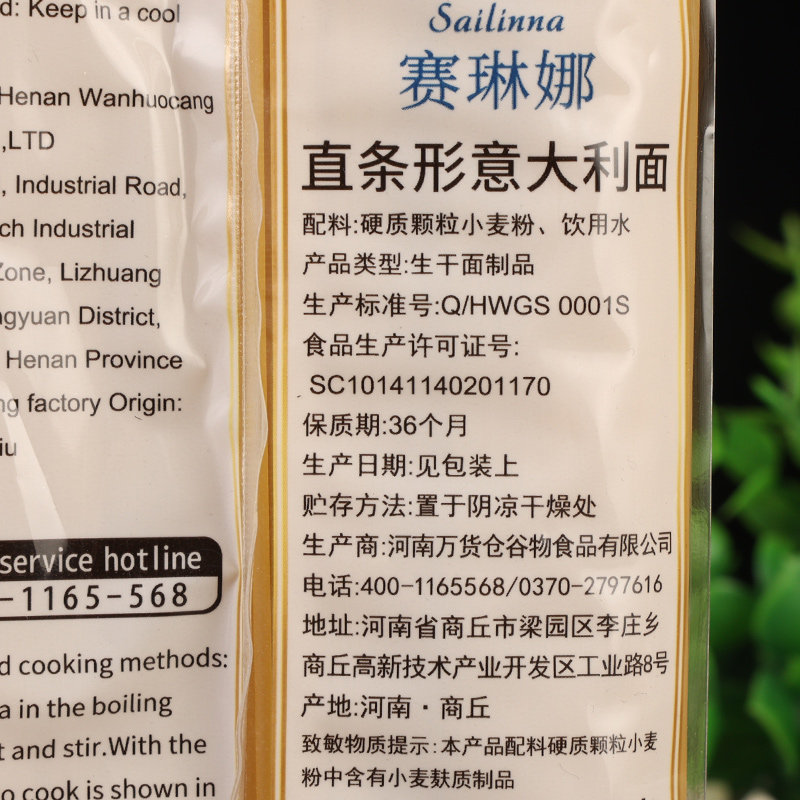 d: Keep in a cool
Henan Wanhuocang
,LTD
, Industrial Road,
ch Industrial
Zone, Lizhuang
gyuan District,
Henan Province
ng factory Origin:
iu
service hotline
-1165-568
d cooking methods:
a in the boiling
t and stir.With the
o cook is shown in
Sailinna
赛琳娜
直条形意大利面
配料:硬质颗粒小麦粉、饮用水
产品类型:生干面制品
生产标准号:Q/HWGS 0001S
食品生产许可证号:
SC10141140201170
保质期:36个月
生产日期:见包装上
贮存方法:置于阴凉干燥处
生产商:河南万货仓谷物食品有限公司
电话:400-1165568/0370-2797616
地址:河南省商丘市梁园区李庄乡
商丘高新技术产业开发区工业路8号
产地:河南·商丘
致敏物质提示:本产品配料硬质颗粒小麦
粉中含有小麦麸质制品